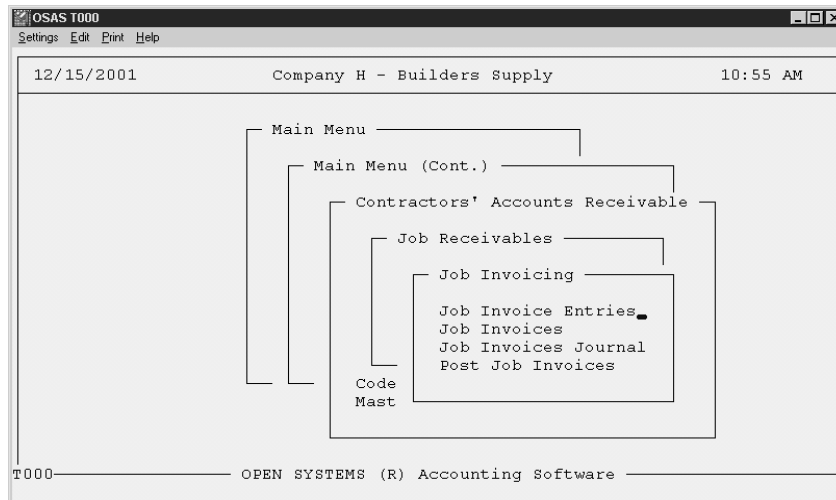 OSAS T000
Settings Edit Print Help
12/15/2001 Company H - Builders Supply 10:55 AM
Main Menu
Main Menu (Cont.)
Contractors' Accounts Receivable
Job Receivables
Job Invoicing
Job Invoice Entries
Job Invoices
Job Invoices Journal
Post Job Invoices
Code
Mast
T000 OPEN SYSTEMS (R) Accounting Software